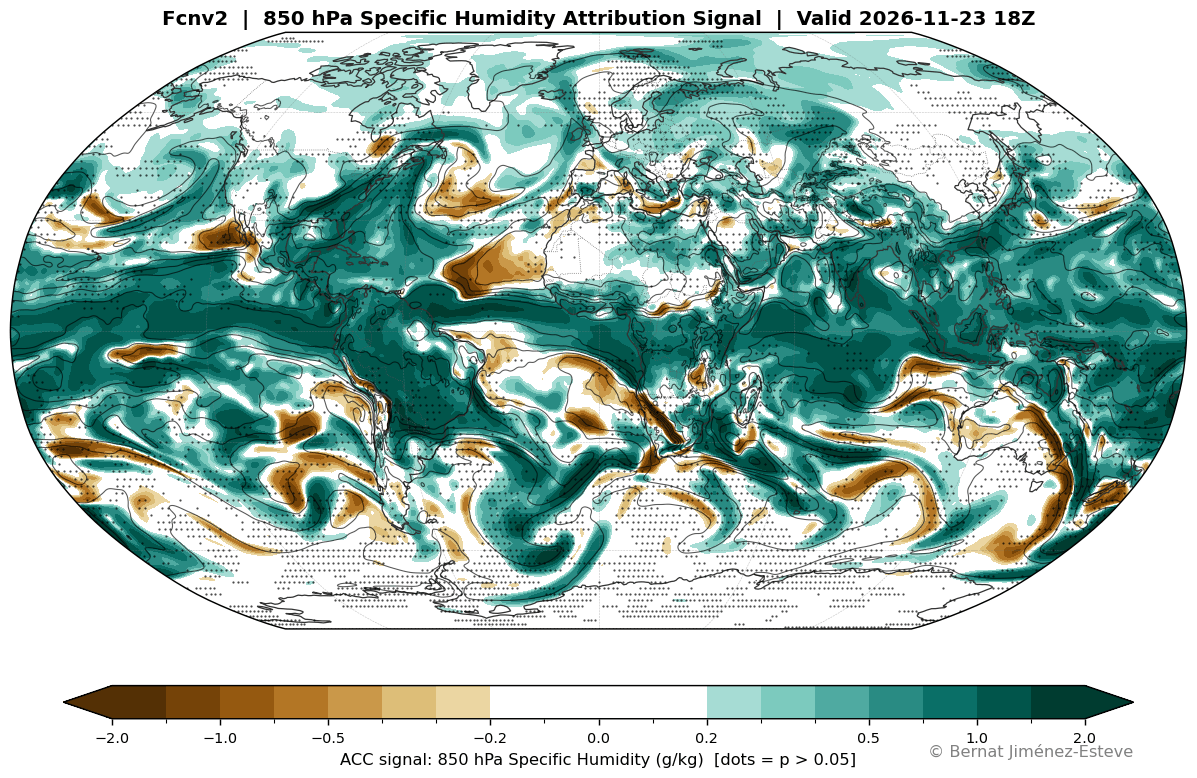 Fcnv2 | 850 hPa Specific Humidity Attribution Signal | Valid 2026-11-23 18Z
−2.0 −1.0 −0.5 −0.2 0.0 0.2 0.5 1.0 2.0
ACC signal: 850 hPa Specific Humidity (g/kg) [dots = p > 0.05]
© Bernat Jiménez-Esteve